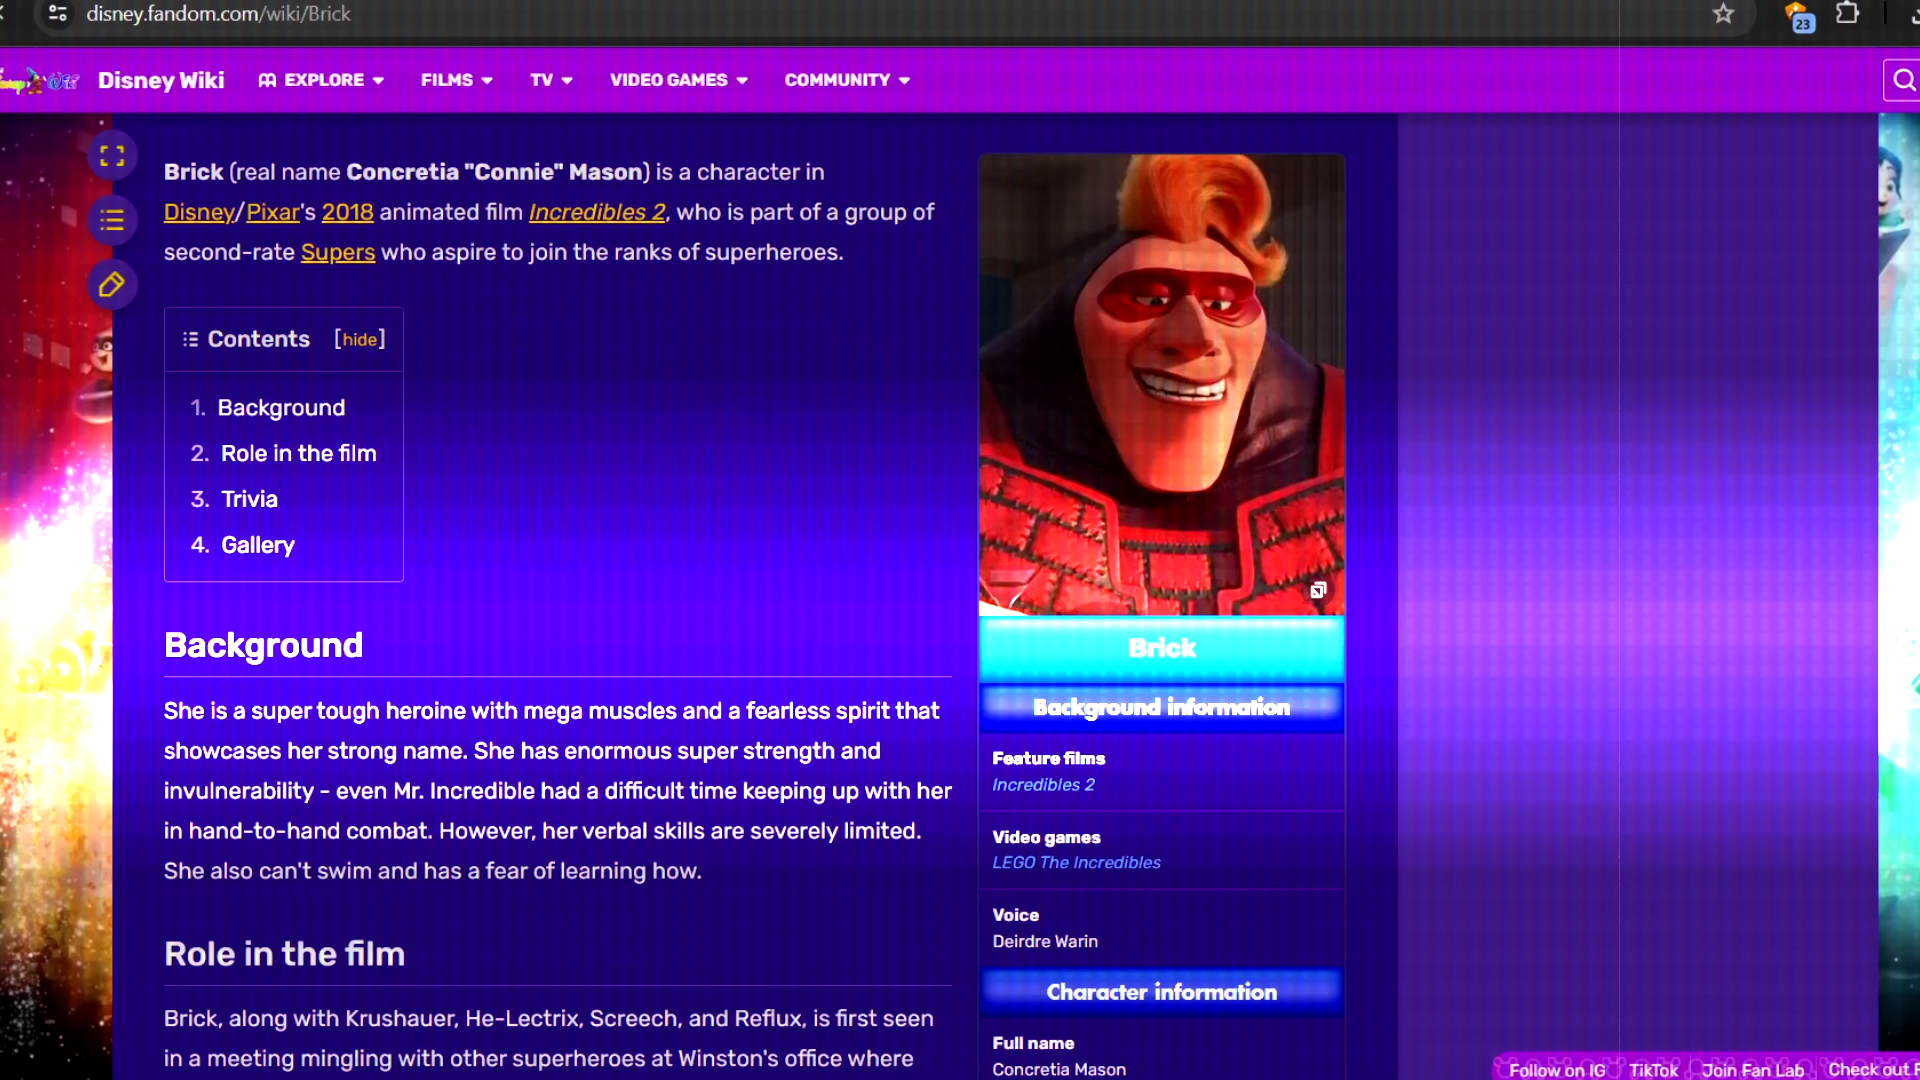 disney.fandom.com/wiki/Brick
23
Disney Wiki
EXPLORE
FILMS
TV
VIDEO GAMES
COMMUNITY
Brick (real name Concretia "Connie" Mason) is a character in
Disney/Pixar's 2018 animated film Incredibles 2, who is part of a group of
second-rate Supers who aspire to join the ranks of superheroes.
Contents [hide]
1. Background
2. Role in the film
3. Trivia
4. Gallery
Background
She is a super tough heroine with mega muscles and a fearless spirit that
showcases her strong name. She has enormous super strength and
invulnerability - even Mr. Incredible had a difficult time keeping up with her
in hand-to-hand combat. However, her verbal skills are severely limited.
She also can't swim and has a fear of learning how.
Role in the film
Brick, along with Krushauer, He-Lectrix, Screech, and Reflux, is first seen
in a meeting mingling with other superheroes at Winston's office where
Brick
Background information
Feature films
Incredibles 2
Video games
LEGO The Incredibles
Voice
Deirdre Warin
Character information
Full name
Concretia Mason
Follow on IG
TikTok
Join Fan Lab
Check out F